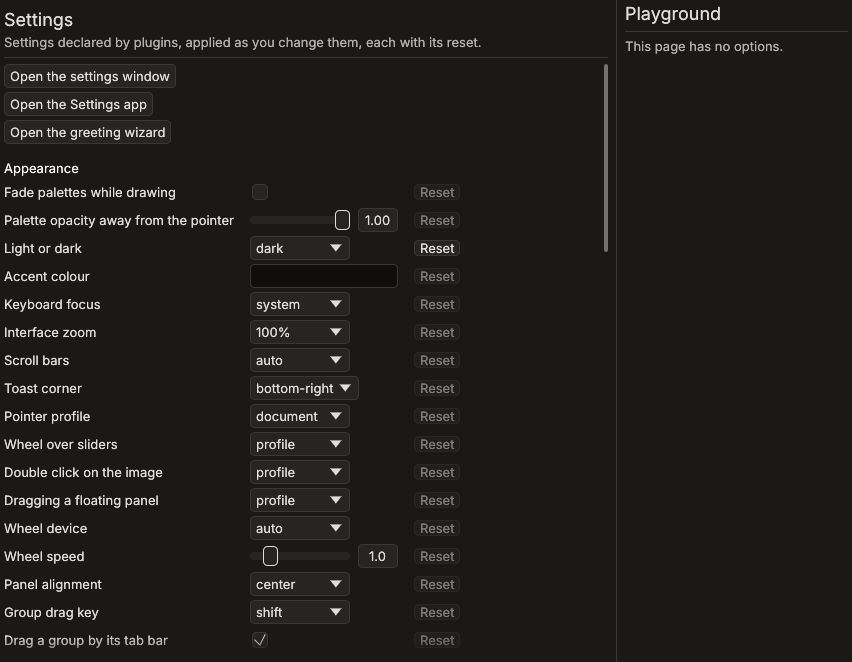 Settings
Settings declared by plugins, applied as you change them, each with its reset.
Open the settings window
Open the Settings app
Open the greeting wizard
Appearance
Fade palettes while drawing Reset
Palette opacity away from the pointer 1.00 Reset
Light or dark dark Reset
Accent colour Reset
Keyboard focus system Reset
Interface zoom 100% Reset
Scroll bars auto Reset
Toast corner bottom-right Reset
Pointer profile document Reset
Wheel over sliders profile Reset
Double click on the image profile Reset
Dragging a floating panel profile Reset
Wheel device auto Reset
Wheel speed 1.0 Reset
Panel alignment center Reset
Group drag key shift Reset
Drag a group by its tab bar Reset
Playground
This page has no options.